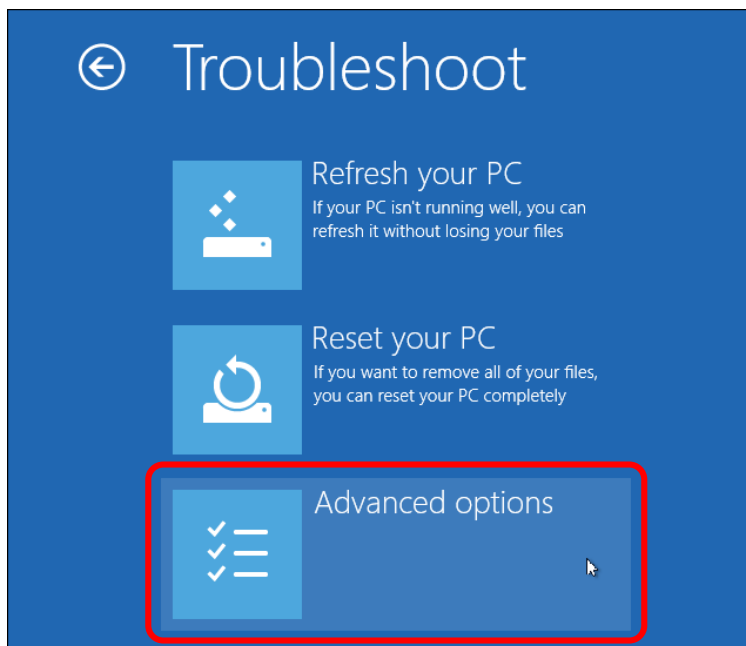 Troubleshoot
Refresh your PC
If your PC isn't running well, you can
refresh it without losing your files
Reset your PC
If you want to remove all of your files,
you can reset your PC completely
Advanced options